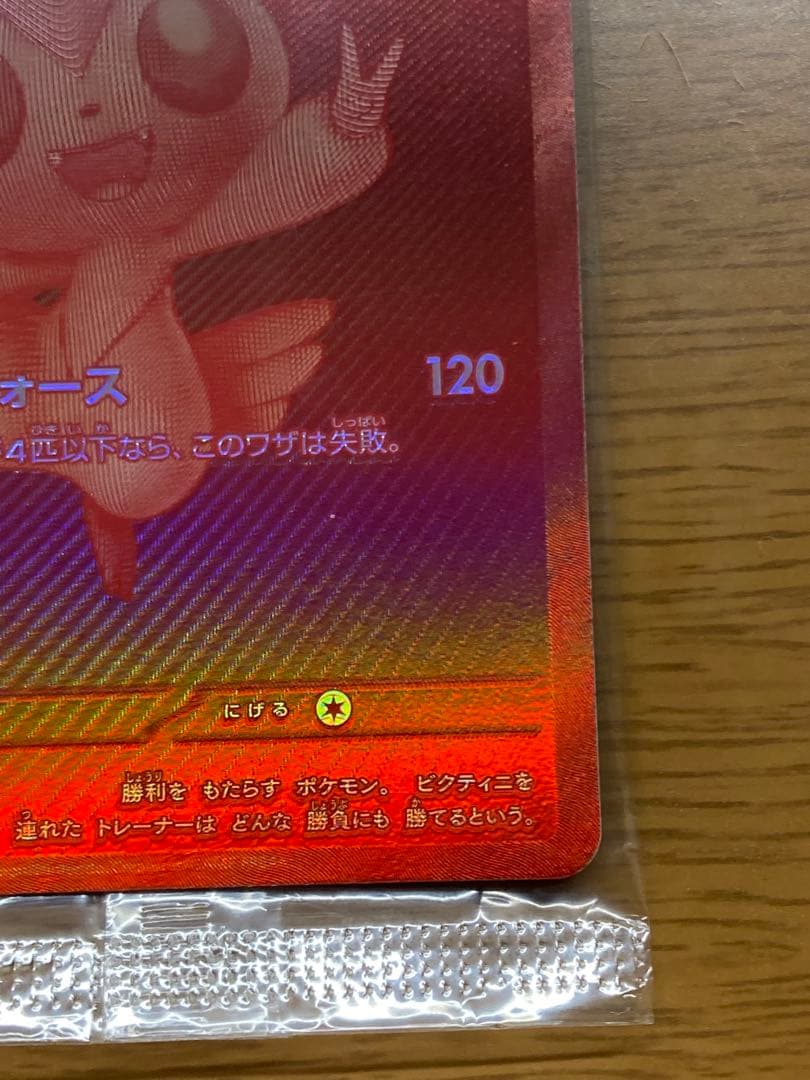 ォース 120
4匹以下なら、このワザは失敗。
にげる
勝利を もたらす ポケモン。 ビクティニを
連れた トレーナーは どんな 勝負にも 勝てるという。